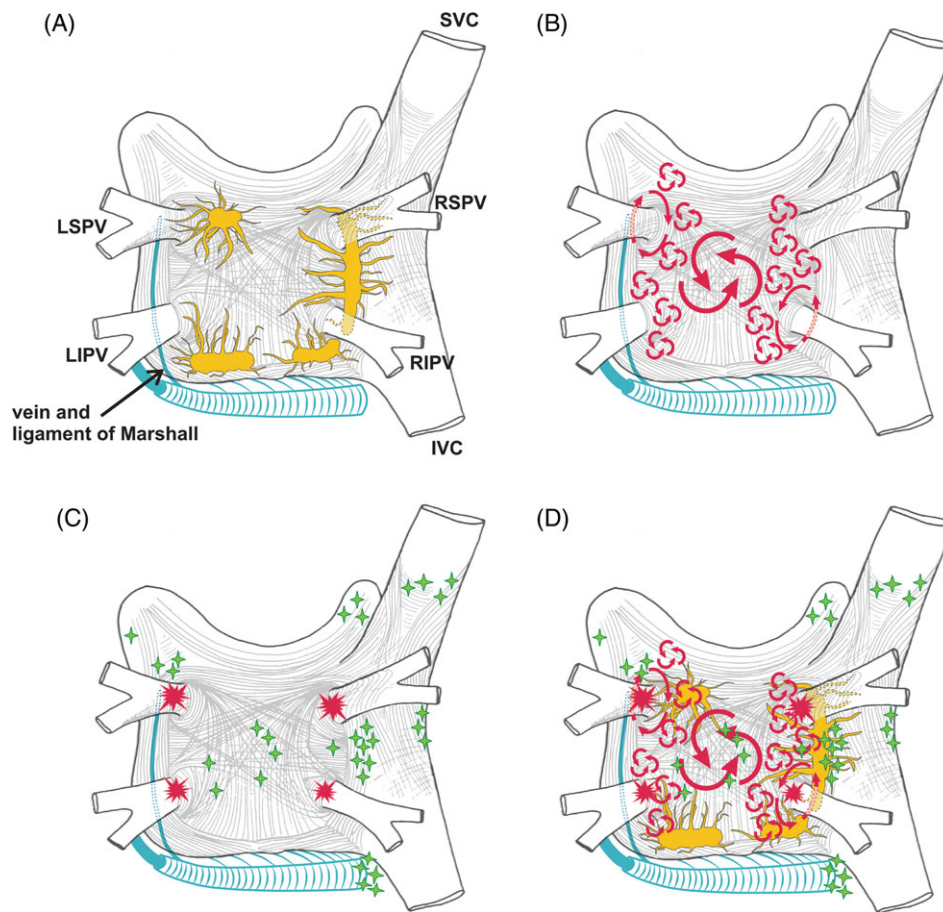 (A)
SVC
(B)
LSPV
RSPV
LIPV
RIPV
vein and
ligament of Marshall
IVC
(C)
(D)